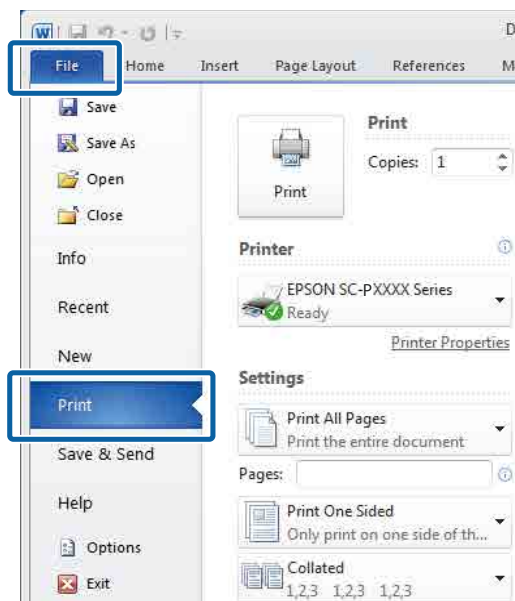 W
D
File Home Insert Page Layout References M
Save
Save As
Open
Close
Info
Recent
New
Print
Save & Send
Help
Options
Exit
Print
Print
Copies: 1
Printer
EPSON SC-PXXXX Series
Ready
Printer Properties
Settings
Print All Pages
Print the entire document
Pages:
Print One Sided
Only print on one side of th...
Collated
1,2,3 1,2,3 1,2,3